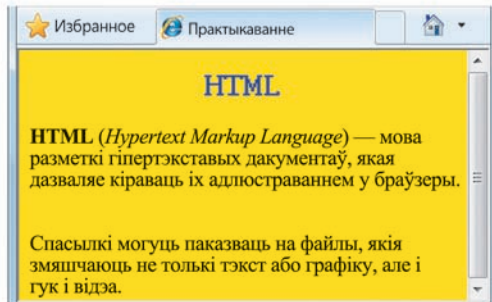 Избранное Практыкаванне
HTML
HTML (Hypertext Markup Language) — мова
разметкі гіпертэкставых дакументаў, якая
дазваляе кіраваць іх адлюстраваннем у браўзеры.
Спасылкі могуць паказваць на файлы, якія
змяшчаюць не толькі тэкст або графіку, але і
гук і відэа.